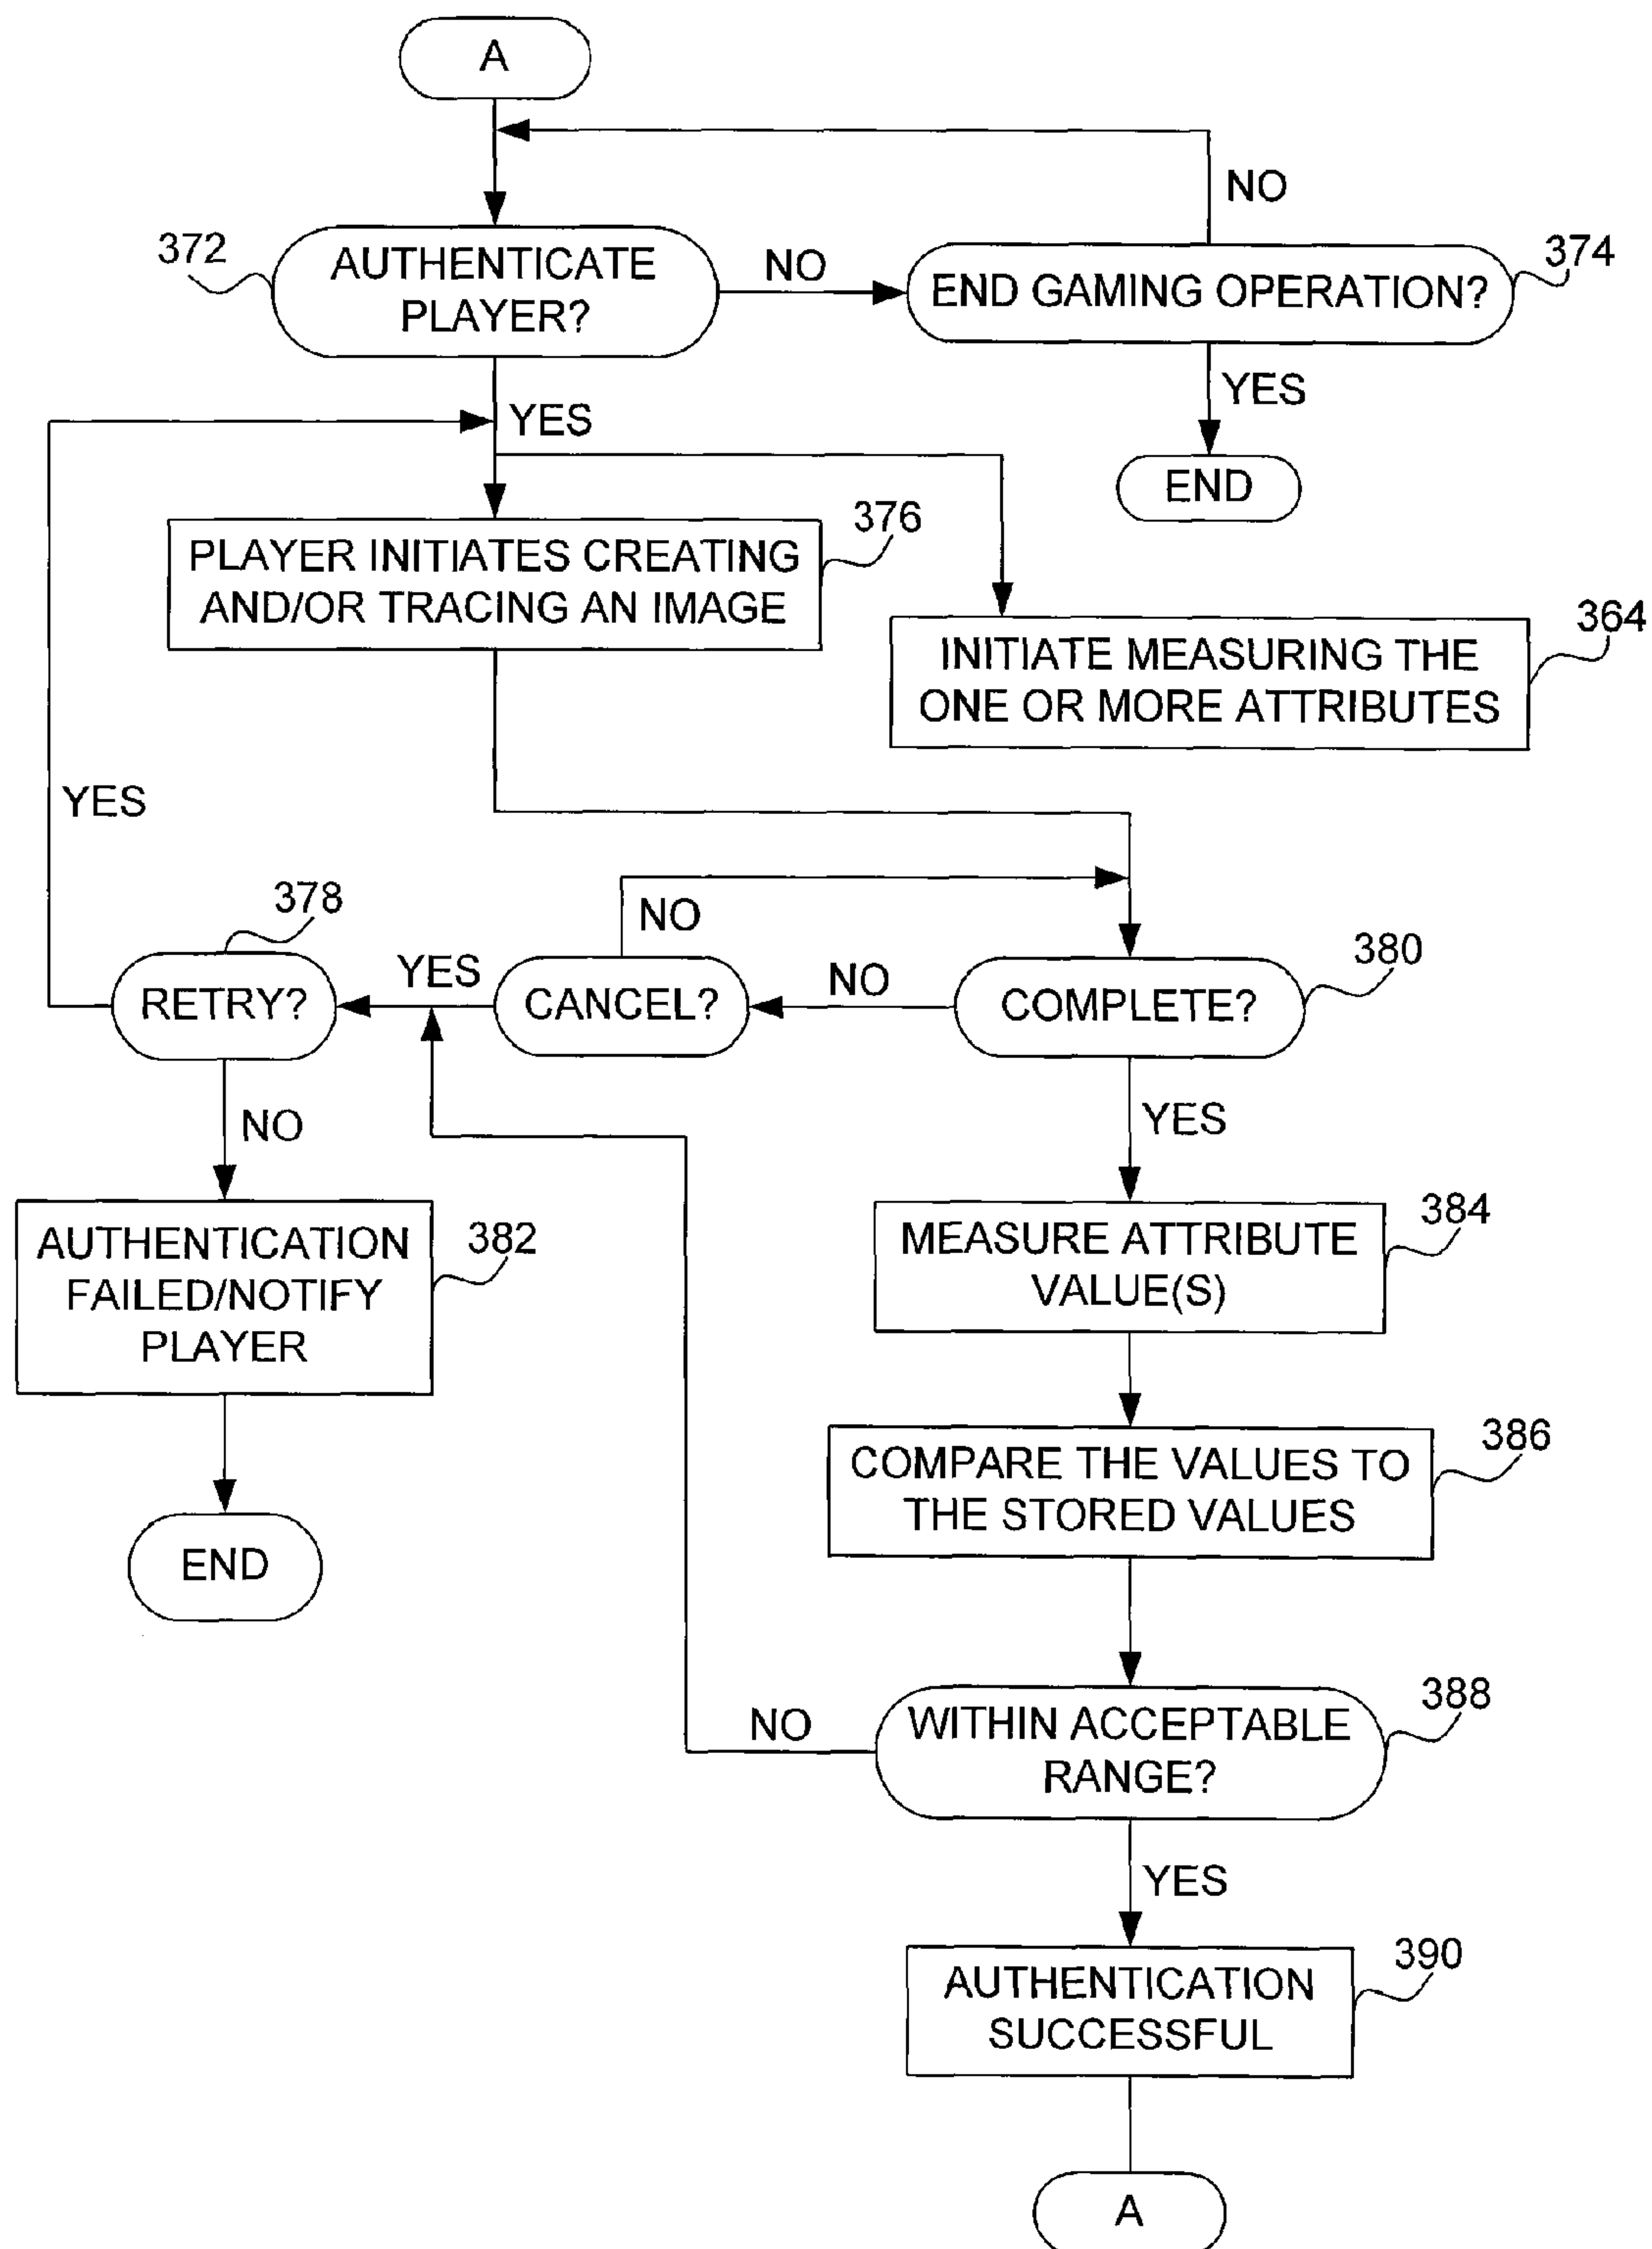 A
NO
372
AUTHENTICATE
PLAYER?
NO
END GAMING OPERATION?
374
YES
YES
END
376
PLAYER INITIATES CREATING
AND/OR TRACING AN IMAGE
364
INITIATE MEASURING THE
ONE OR MORE ATTRIBUTES
YES
378
NO
380
RETRY?
YES
CANCEL?
NO
COMPLETE?
NO
YES
AUTHENTICATION
FAILED/NOTIFY
PLAYER
382
384
MEASURE ATTRIBUTE
VALUE(S)
386
COMPARE THE VALUES TO
THE STORED VALUES
END
388
NO
WITHIN ACCEPTABLE
RANGE?
YES
390
AUTHENTICATION
SUCCESSFUL
A